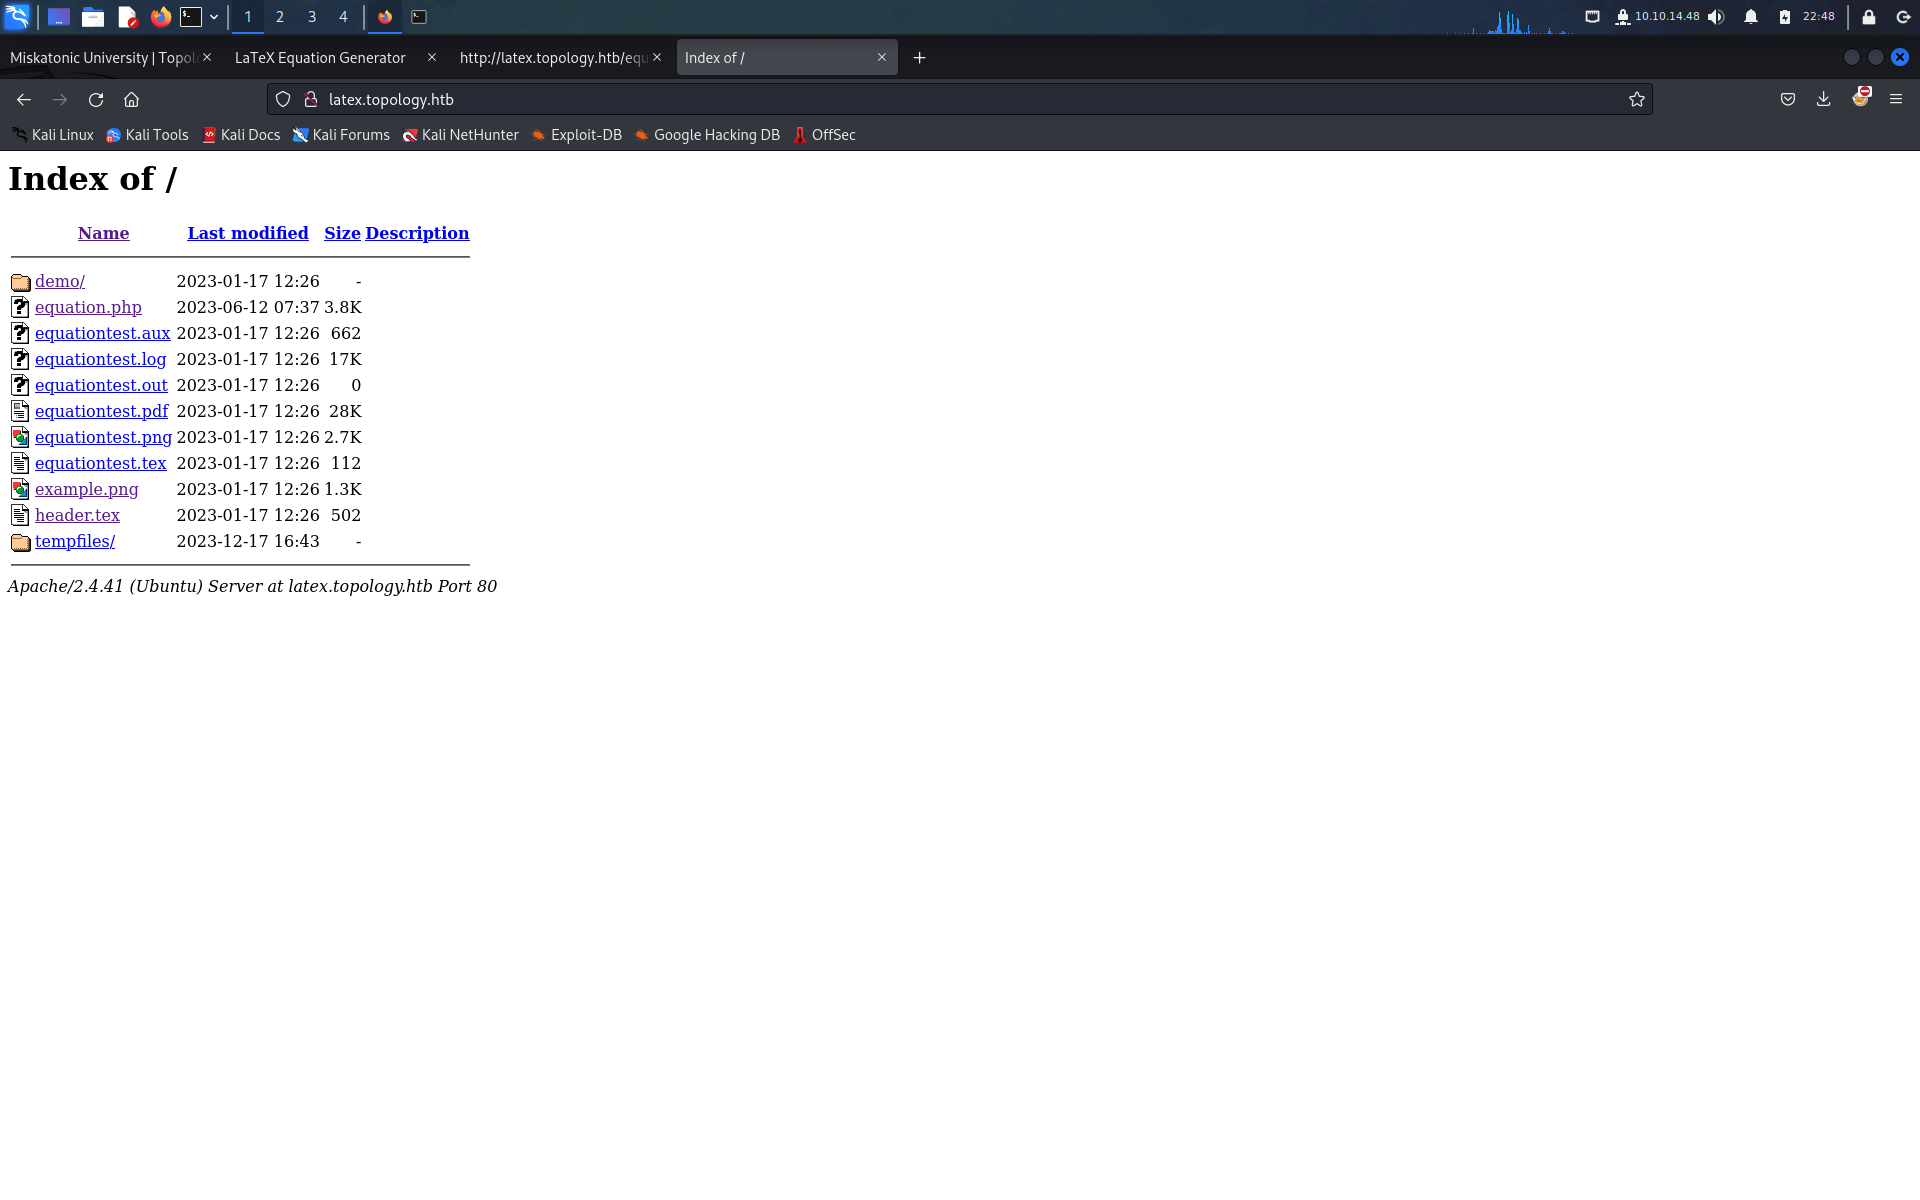 1 2 3 4 10.10.14.48 22:48
Miskatonic University | Topol LaTeX Equation Generator http://latex.topology.htb/equ Index of /
latex.topology.htb
Kali Linux Kali Tools Kali Docs Kali Forums Kali NetHunter Exploit-DB Google Hacking DB OffSec
Index of /
Name Last modified Size Description
demo/ 2023-01-17 12:26 -
equation.php 2023-06-12 07:37 3.8K
equationtest.aux 2023-01-17 12:26 662
equationtest.log 2023-01-17 12:26 17K
equationtest.out 2023-01-17 12:26 0
equationtest.pdf 2023-01-17 12:26 28K
equationtest.png 2023-01-17 12:26 2.7K
equationtest.tex 2023-01-17 12:26 112
example.png 2023-01-17 12:26 1.3K
header.tex 2023-01-17 12:26 502
tempfiles/ 2023-12-17 16:43 -
Apache/2.4.41 (Ubuntu) Server at latex.topology.htb Port 80